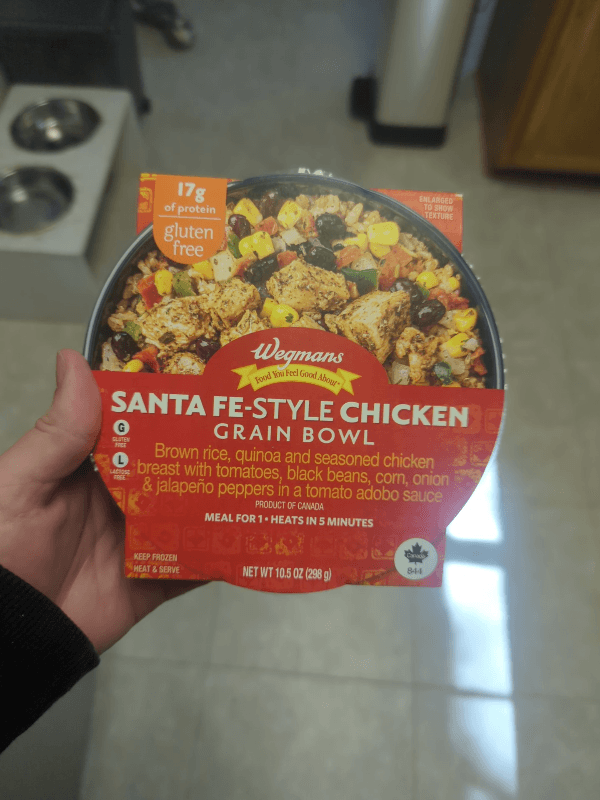 17g
of protein
gluten
free
ENLARGED
TO SHOW
TEXTURE
Wegmans
Food You Feel Good About
SANTA FE-STYLE CHICKEN
GRAIN BOWL
G
GLUTEN
FREE
L
LACTOSE
FREE
Brown rice, quinoa and seasoned chicken
breast with tomatoes, black beans, corn, onion
& jalapeño peppers in a tomato adobo sauce
PRODUCT OF CANADA
MEAL FOR 1 • HEATS IN 5 MINUTES
KEEP FROZEN
HEAT & SERVE
NET WT 10.5 OZ (298 g)
844